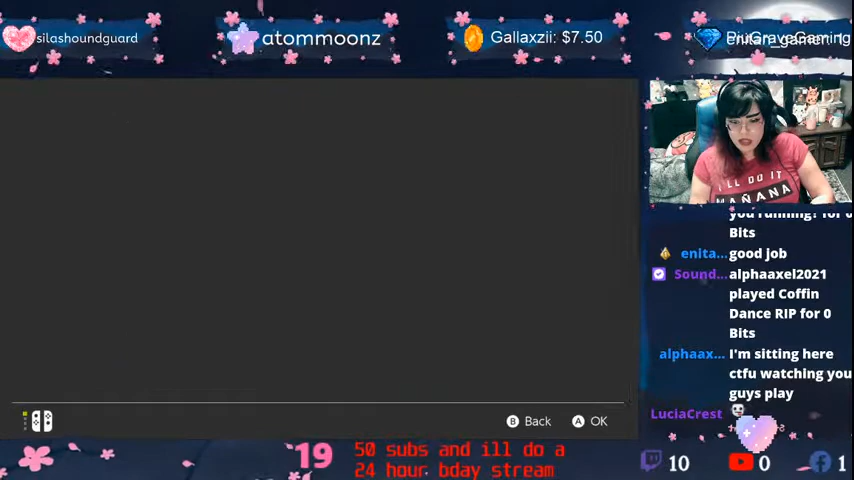 silashoundguard
atommoonz
Gallaxzii: $7.50
I'LL DO IT
MAÑANA
you running! for 0
Bits
enita... good job
Sound... alphaaxel2021
played Coffin
Dance RIP for 0
Bits
alphaax... I'm sitting here
ctfu watching you
guys play
LuciaCrest
Back
OK
19
50 subs and ill do a
24 hour bday stream
10
0
1